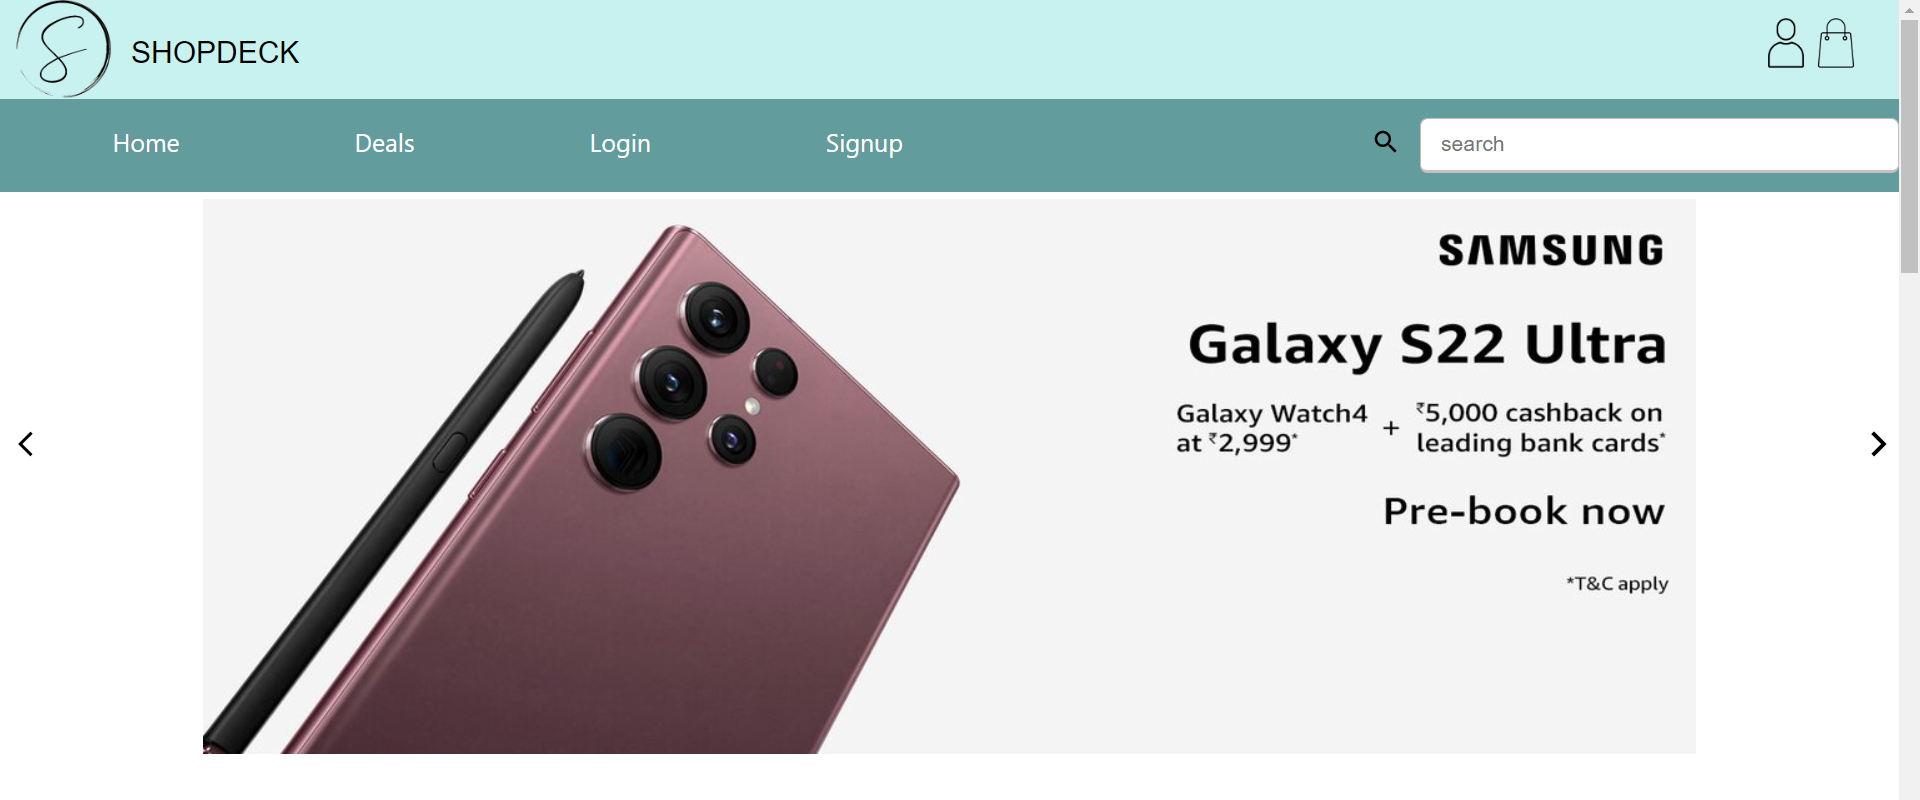 SHOPDECK
Home
Deals
Login
Signup
search
SAMSUNG
Galaxy S22 Ultra
Galaxy Watch4
at ₹2,999*
+
₹5,000 cashback on
leading bank cards*
Pre-book now
*T&C apply